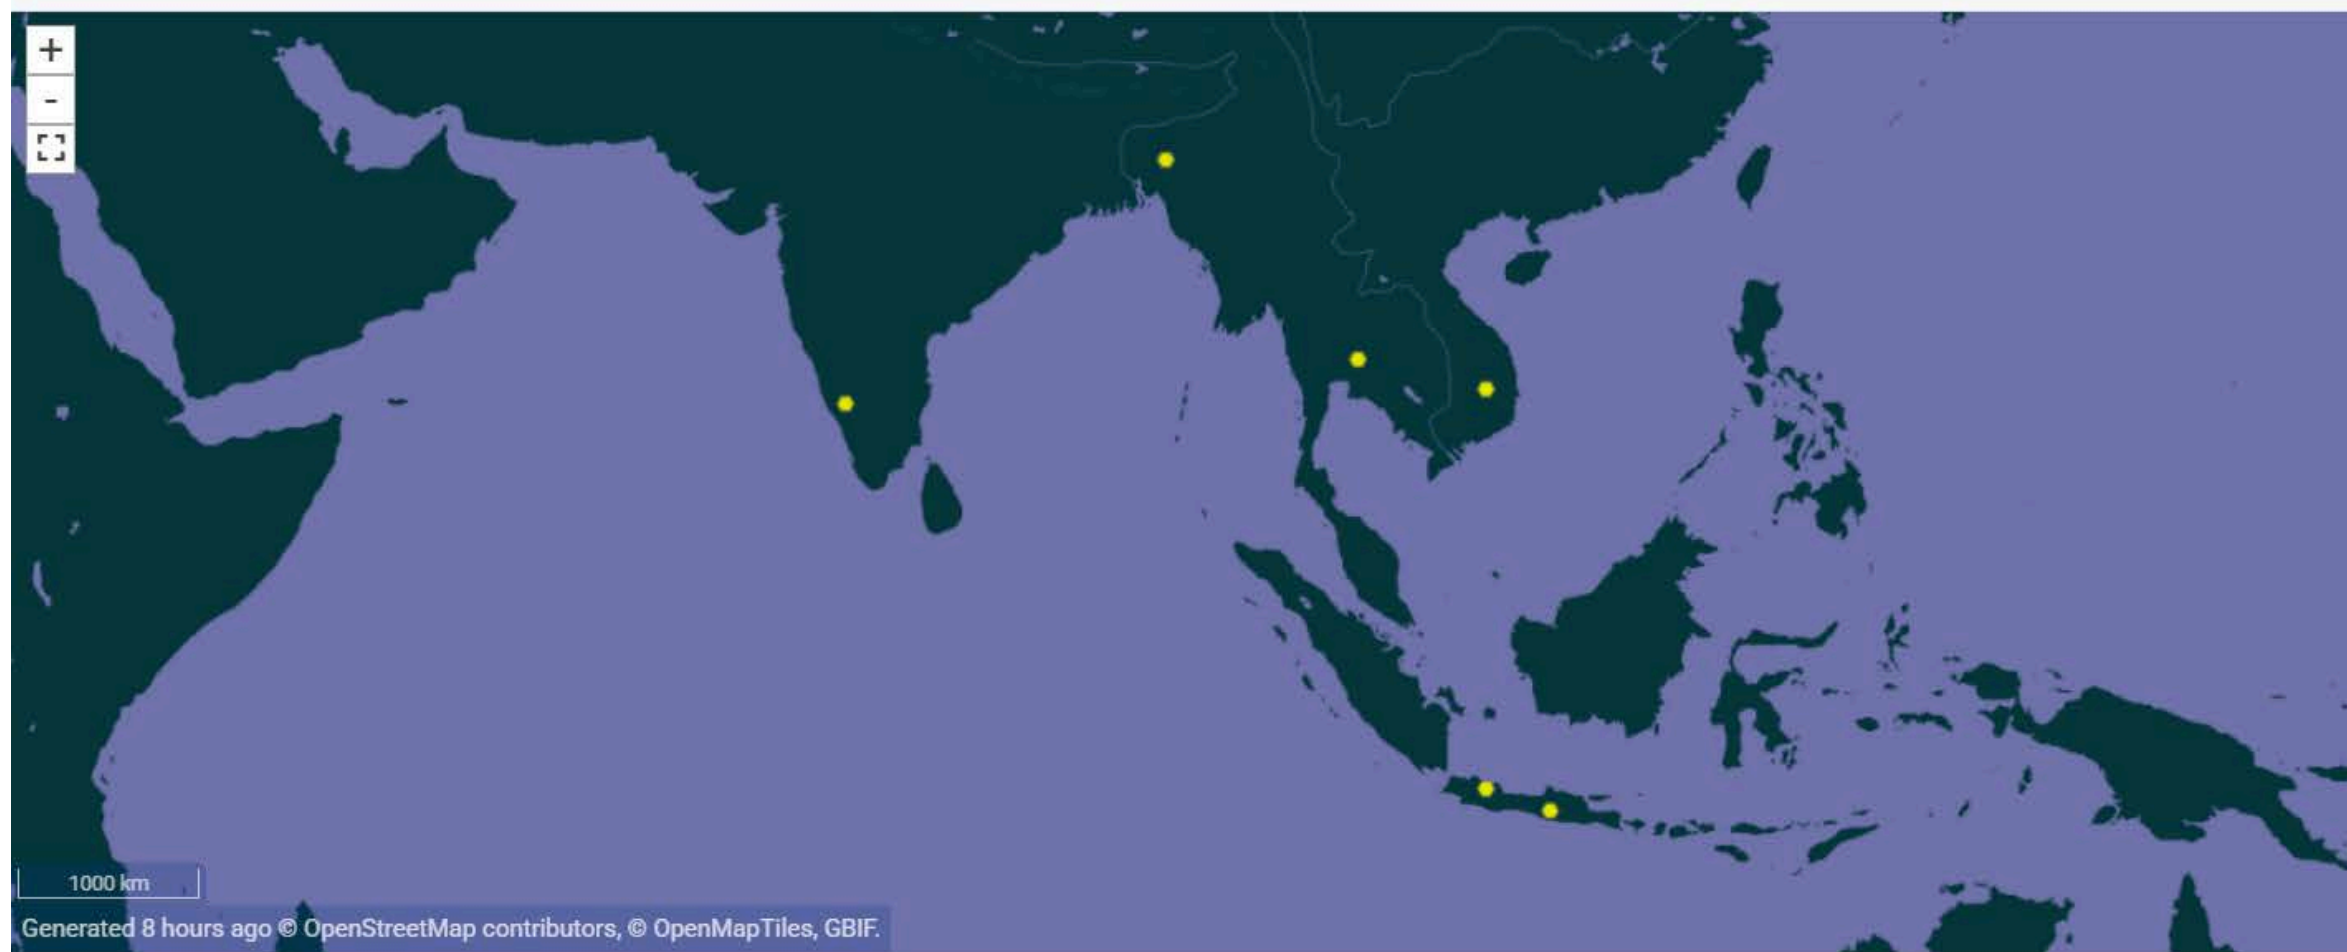 +
-
1000 km
Generated 8 hours ago © OpenStreetMap contributors, © OpenMapTiles, GBIF.